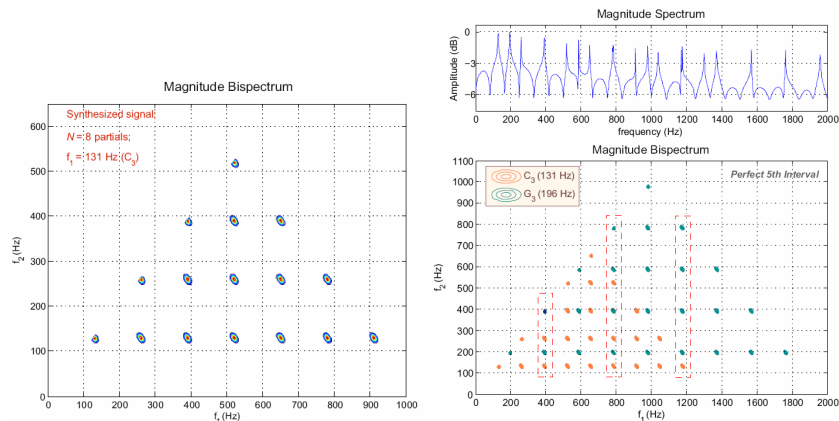 Magnitude Bispectrum
Synthesized signal;
N = 8 partials;
f1 = 131 Hz (C3)
f2 (Hz)
600
500
400
300
200
100
0
0 100 200 300 400 500 600 700 800 900 1000
(Hz)
Magnitude Spectrum
Amplitude (dB)
0
−3
−6
0 200 400 600 800 1000 1200 1400 1600 1800 2000
frequency (Hz)
Magnitude Bispectrum
C3 (131 Hz)
G3 (196 Hz)
Perfect 5th Interval
f2 (Hz)
1100
1000
900
800
700
600
500
400
300
200
100
0
0 200 400 600 800 1000 1200 1400 1600 1800 2000
f1 (Hz)